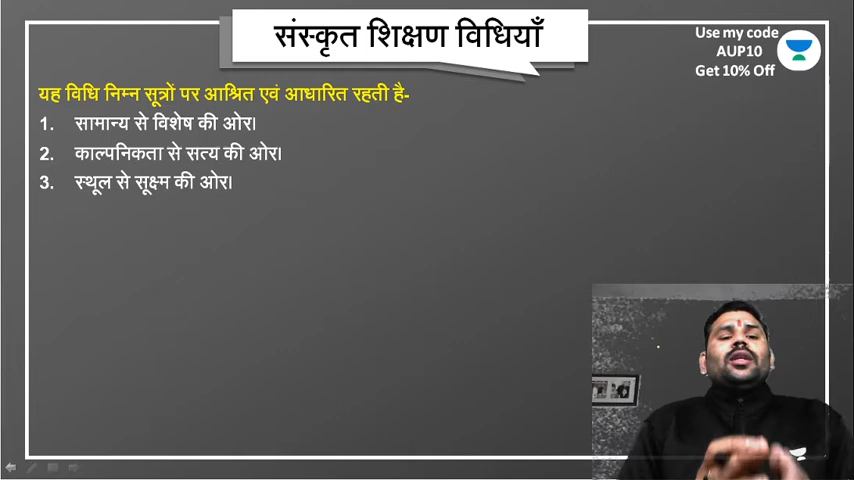 संस्कृत शिक्षण विधियाँ
Use my code
AUP10
Get 10% Off
यह विधि निम्न सूत्रों पर आश्रित एवं आधारित रहती है-
1. सामान्य से विशेष की ओर।
2. काल्पनिकता से सत्य की ओर।
3. स्थूल से सूक्ष्म की ओर।